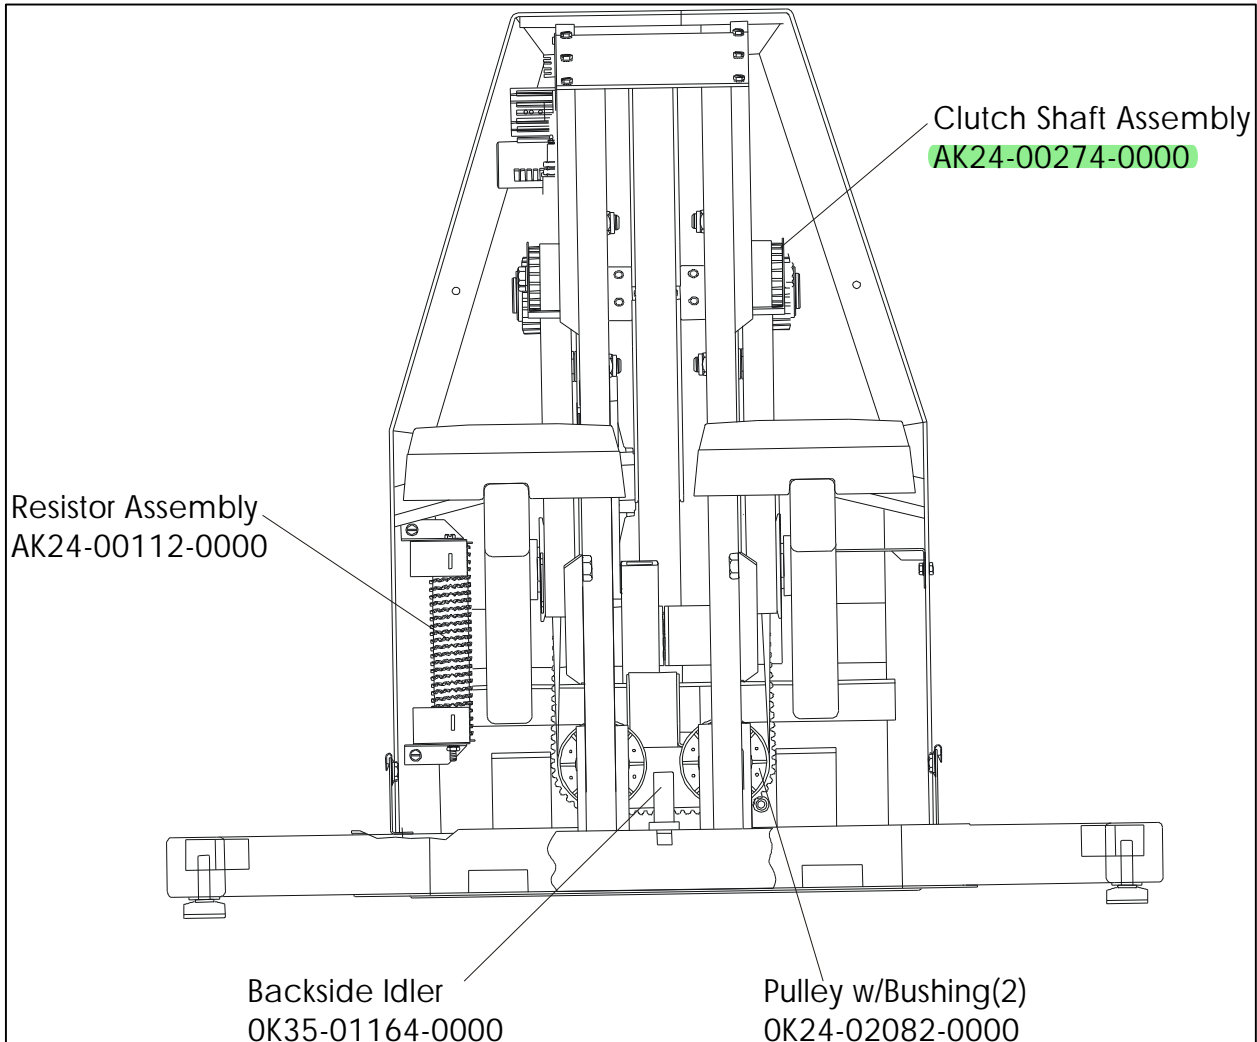 Clutch Shaft Assembly
AK24-00274-0000
Resistor Assembly
AK24-00112-0000
Backside Idler
0K35-01164-0000
Pulley w/Bushing(2)
0K24-02082-0000